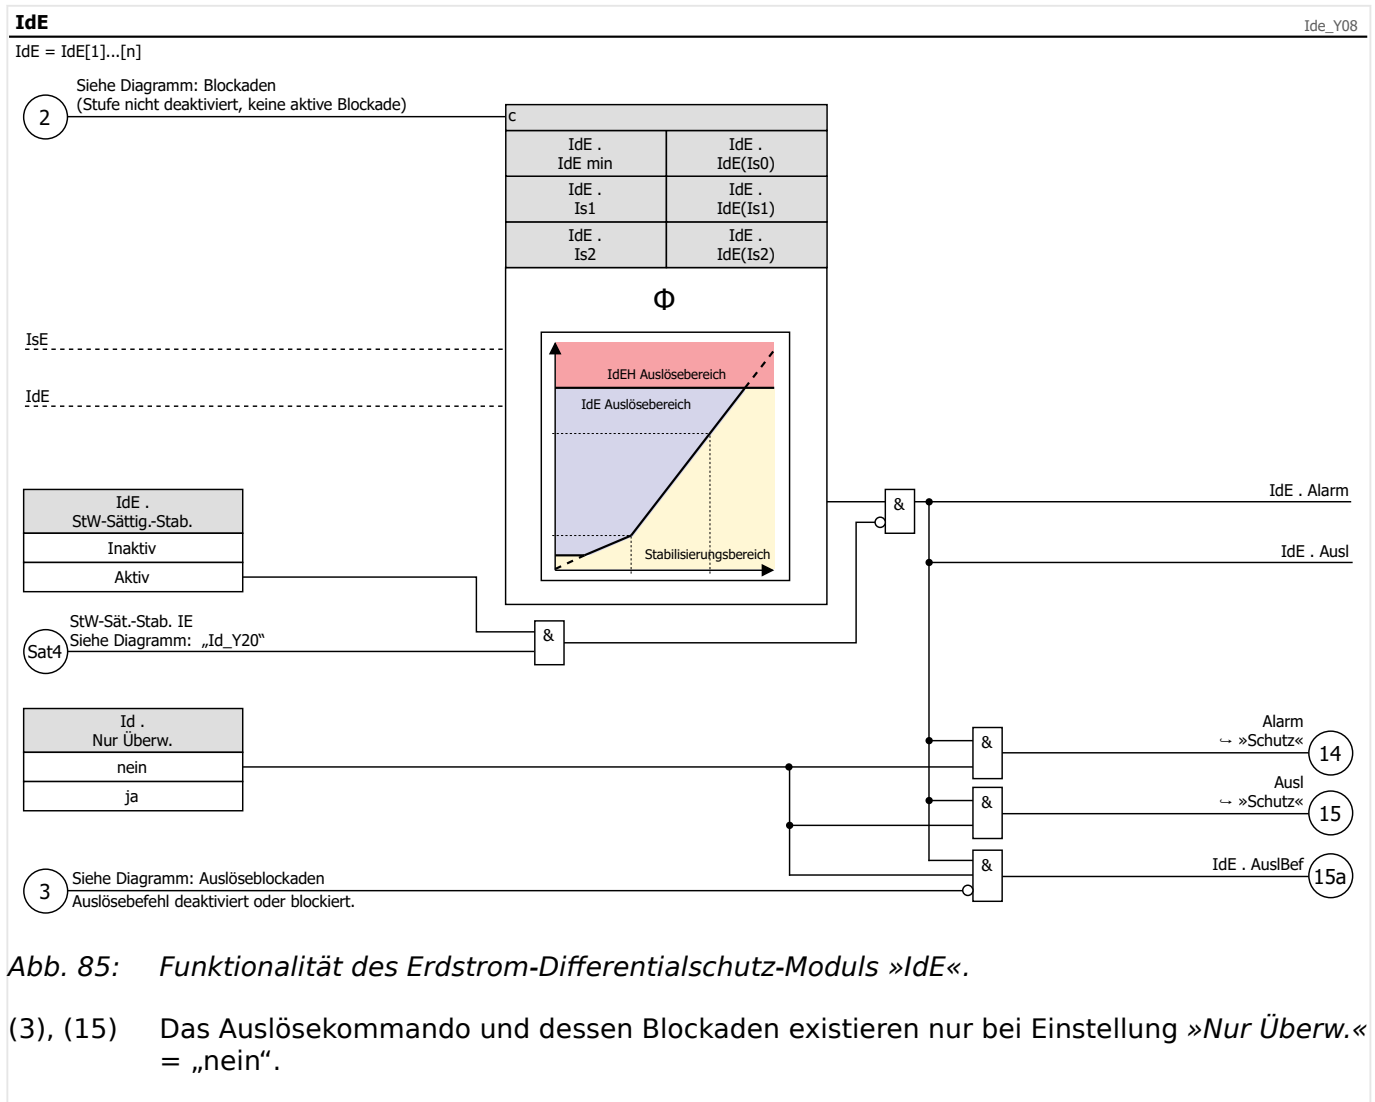 IdE
Ide_Y08
IdE = IdE[1]...[n]
Siehe Diagramm: Blockaden
(Stufe nicht deaktiviert, keine aktive Blockade)
2
c
IdE .
IdE min
IdE .
IdE(Is0)
IdE .
Is1
IdE .
IdE(Is1)
IdE .
Is2
IdE .
IdE(Is2)
Φ
IsE
IdE
IdEH Auslösebereich
IdE Auslösebereich
Stabilisierungsbereich
IdE .
StW-Sättig.-Stab.
Inaktiv
Aktiv
&
IdE . Alarm
IdE . Ausl
StW-Sät.-Stab. IE
Siehe Diagramm: „Id_Y20“
Sat4
&
Id .
Nur Überw.
nein
ja
&
Alarm
↪ »Schutz«
14
&
Ausl
↪ »Schutz«
15
&
IdE . AuslBef
15a
3
Siehe Diagramm: Auslöseblockaden
Auslösebefehl deaktiviert oder blockiert.
Abb. 85: Funktionalität des Erdstrom-Differentialschutz-Moduls »IdE«.
(3), (15) Das Auslösekommando und dessen Blockaden existieren nur bei Einstellung »Nur Überw.«
= „nein“.